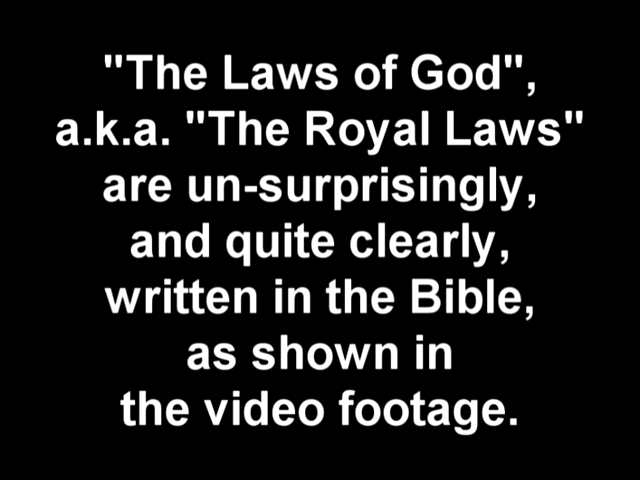 "The Laws of God",
a.k.a. "The Royal Laws"
are un-surprisingly,
and quite clearly,
written in the Bible,
as shown in
the video footage.